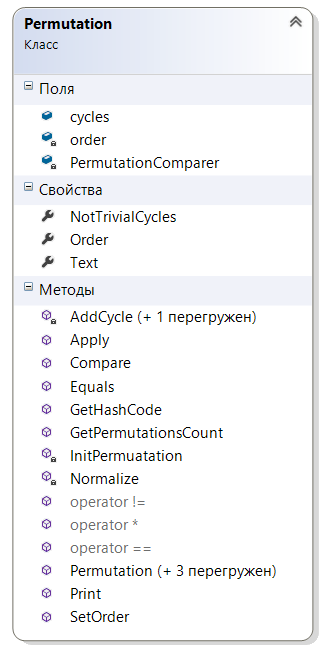 Permutation
Класс
Поля
cycles
order
PermutationComparer
Свойства
NotTrivialCycles
Order
Text
Методы
AddCycle (+ 1 перегружен)
Apply
Compare
Equals
GetHashCode
GetPermutationsCount
InitPermuatation
Normalize
operator !=
operator *
operator ==
Permutation (+ 3 перегружен)
Print
SetOrder